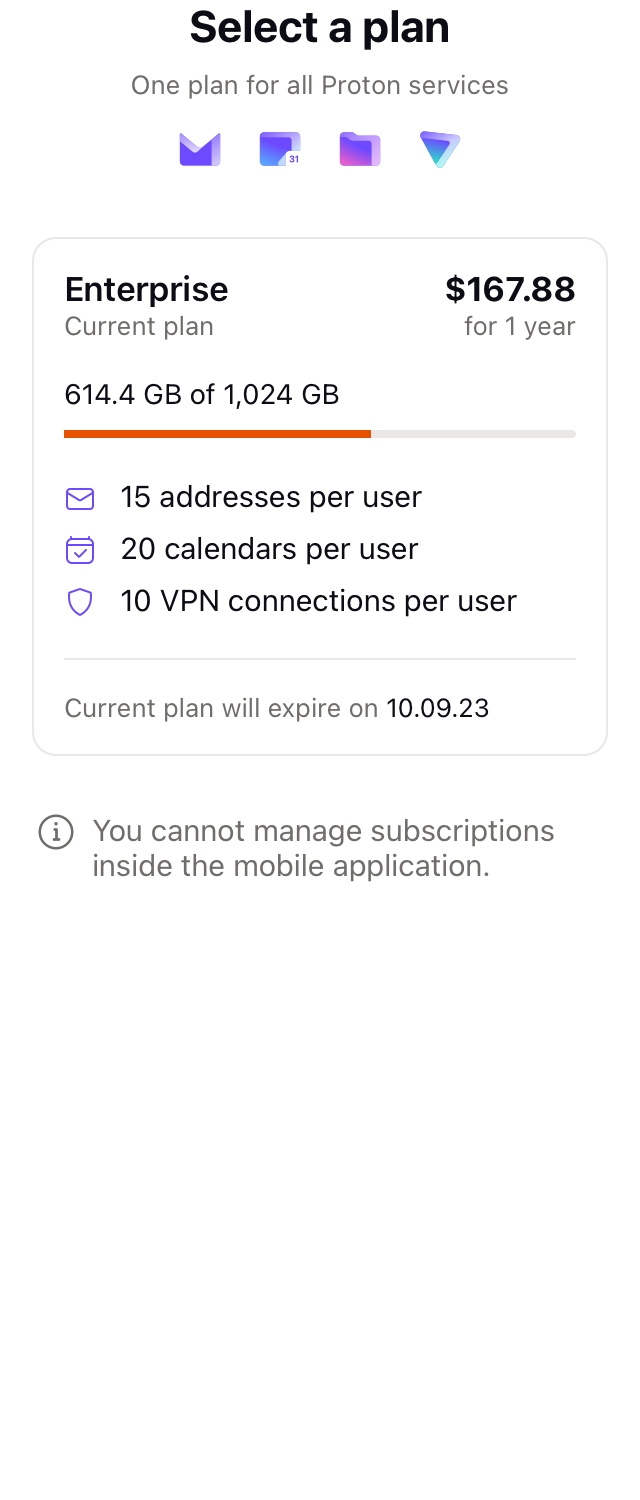 Select a plan
One plan for all Proton services
31
Enterprise
$167.88
Current plan
for 1 year
614.4 GB of 1,024 GB
15 addresses per user
20 calendars per user
10 VPN connections per user
Current plan will expire on 10.09.23
You cannot manage subscriptions
inside the mobile application.